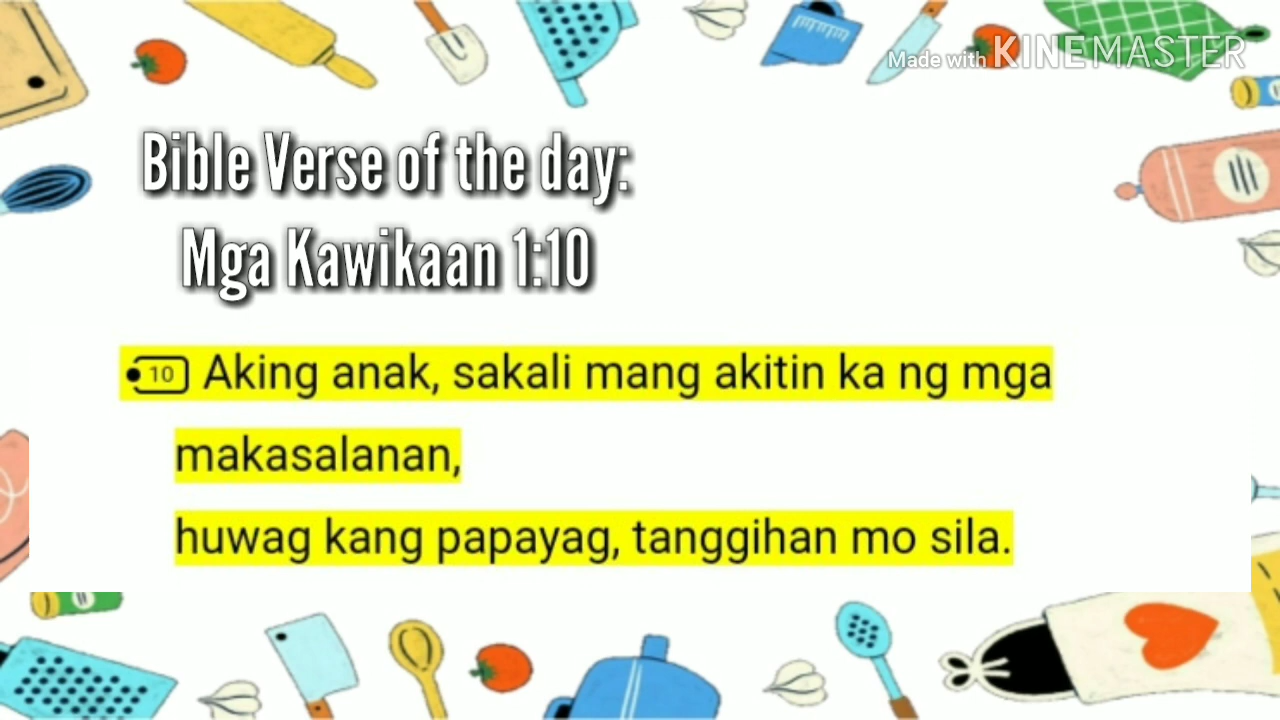 Made with KINEMASTER
Bible Verse of the day:
Mga Kawikaan 1:10
10 Aking anak, sakali mang akitin ka ng mga
makasalanan,
huwag kang papayag, tanggihan mo sila.